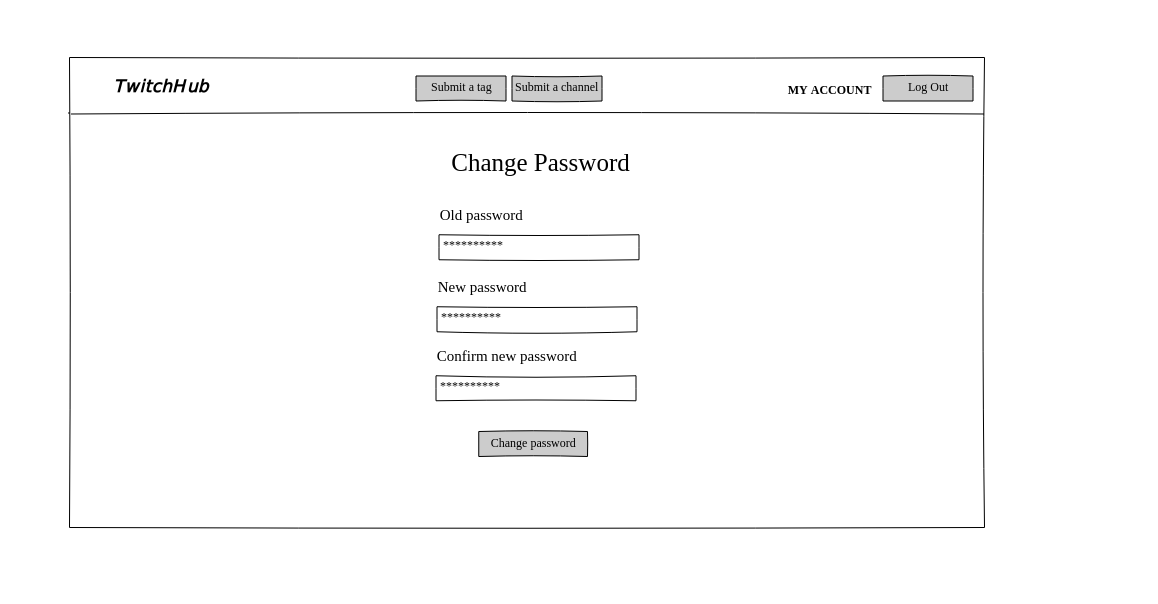 TwitchHub
Submit a tag
Submit a channel
MY ACCOUNT
Log Out
Change Password
Old password
**********
New password
**********
Confirm new password
**********
Change password